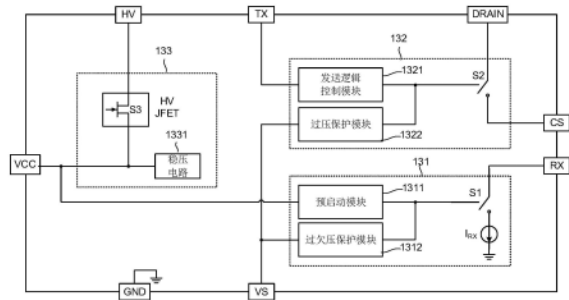 HV
TX
DRAIN
133
132
发送逻辑
控制模块
1321
S2
S3
HV
JFET
过压保护模块
1322
1331
CS
稳压
电路
VCC
131
RX
预启动模块
1311
S1
过欠压保护模块
1312
IRX
GND
VS